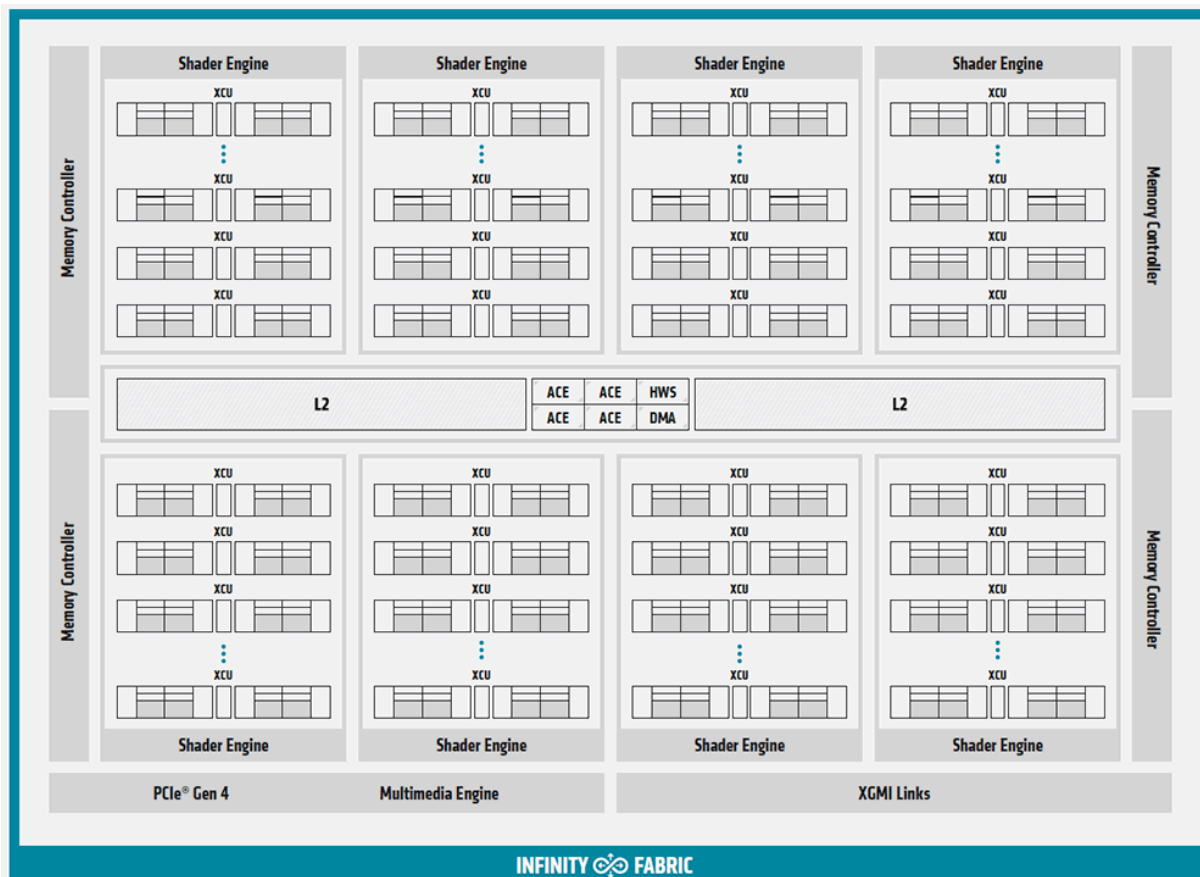 Shader Engine Shader Engine Shader Engine Shader Engine
XCU XCU XCU XCU
XCU XCU XCU XCU
XCU XCU XCU XCU
XCU XCU XCU XCU
Memory Controller
Memory Controller
L2
ACE ACE HWS
ACE ACE DMA
L2
Memory Controller
Memory Controller
XCU XCU XCU XCU
XCU XCU XCU XCU
XCU XCU XCU XCU
XCU XCU XCU XCU
Shader Engine Shader Engine Shader Engine Shader Engine
PCIe® Gen 4 Multimedia Engine XGMI Links
INFINITY FABRIC